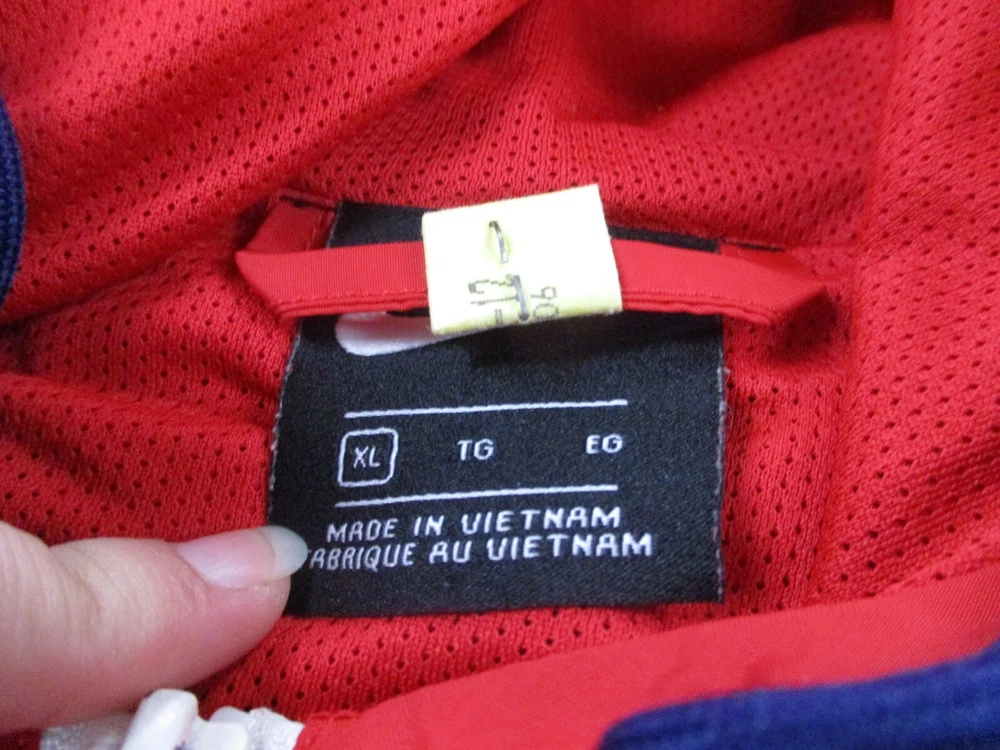 XL TG EG
MADE IN VIETNAM
FABRIQUE AU VIETNAM